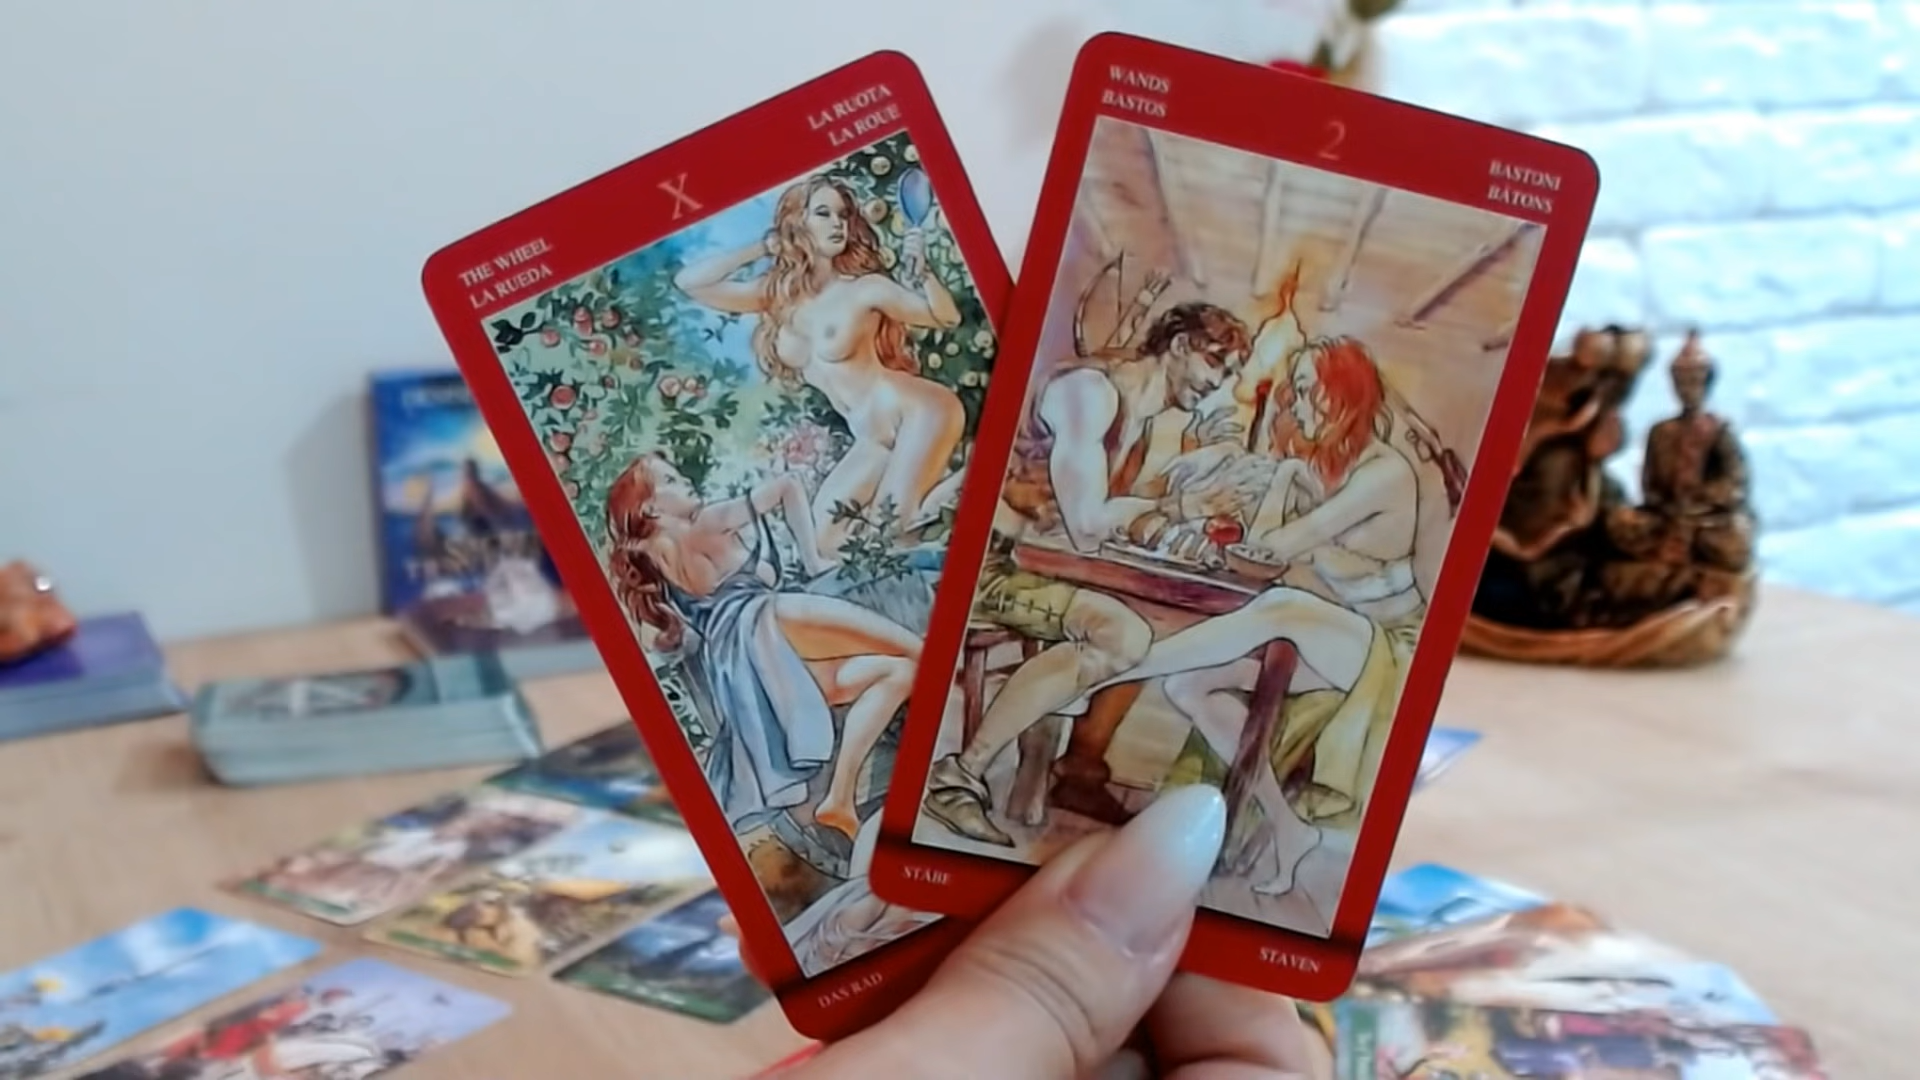 THE WHEEL
LA RUEDA
X
LA RUOTA
LA ROUE
DAS RAD
WANDS
BASTOS
2
BASTONI
BÂTONS
STÄBE
STAVEN